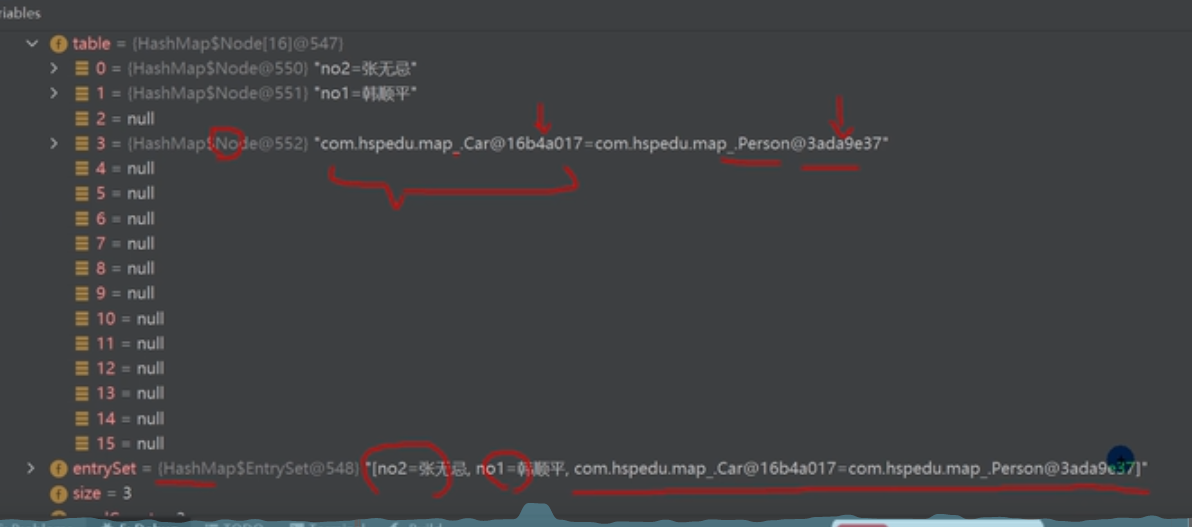 riables
table = {HashMap$Node[16]@547}
0 = {HashMap$Node@550} "no2=张无忌"
1 = {HashMap$Node@551} "no1=韩顺平"
2 = null
3 = {HashMap$Node@552} "com.hspedu.map_.Car@16b4a017=com.hspedu.map_.Person@3ada9e37"
4 = null
5 = null
6 = null
7 = null
8 = null
9 = null
10 = null
11 = null
12 = null
13 = null
14 = null
15 = null
entrySet = {HashMap$EntrySet@548} "[no2=张无忌, no1=韩顺平, com.hspedu.map_.Car@16b4a017=com.hspedu.map_.Person@3ada9e37]"
size = 3